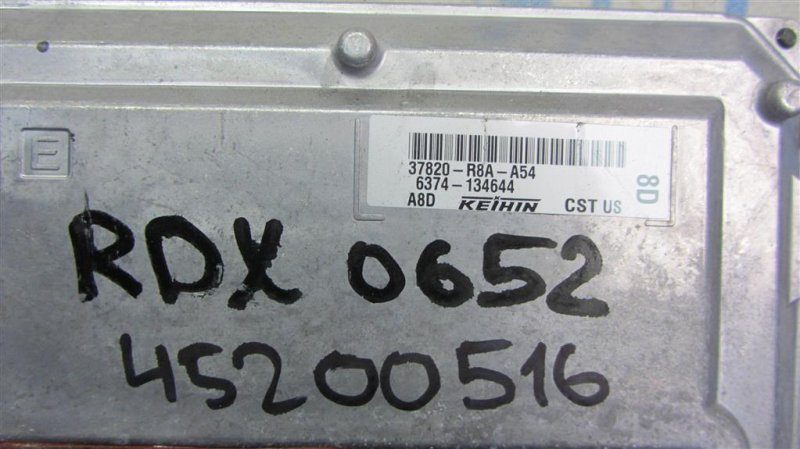 E
37820-R8A-A54
6374-134644
A8D KEIHIN CST US
8D
RDX 0652
45200516